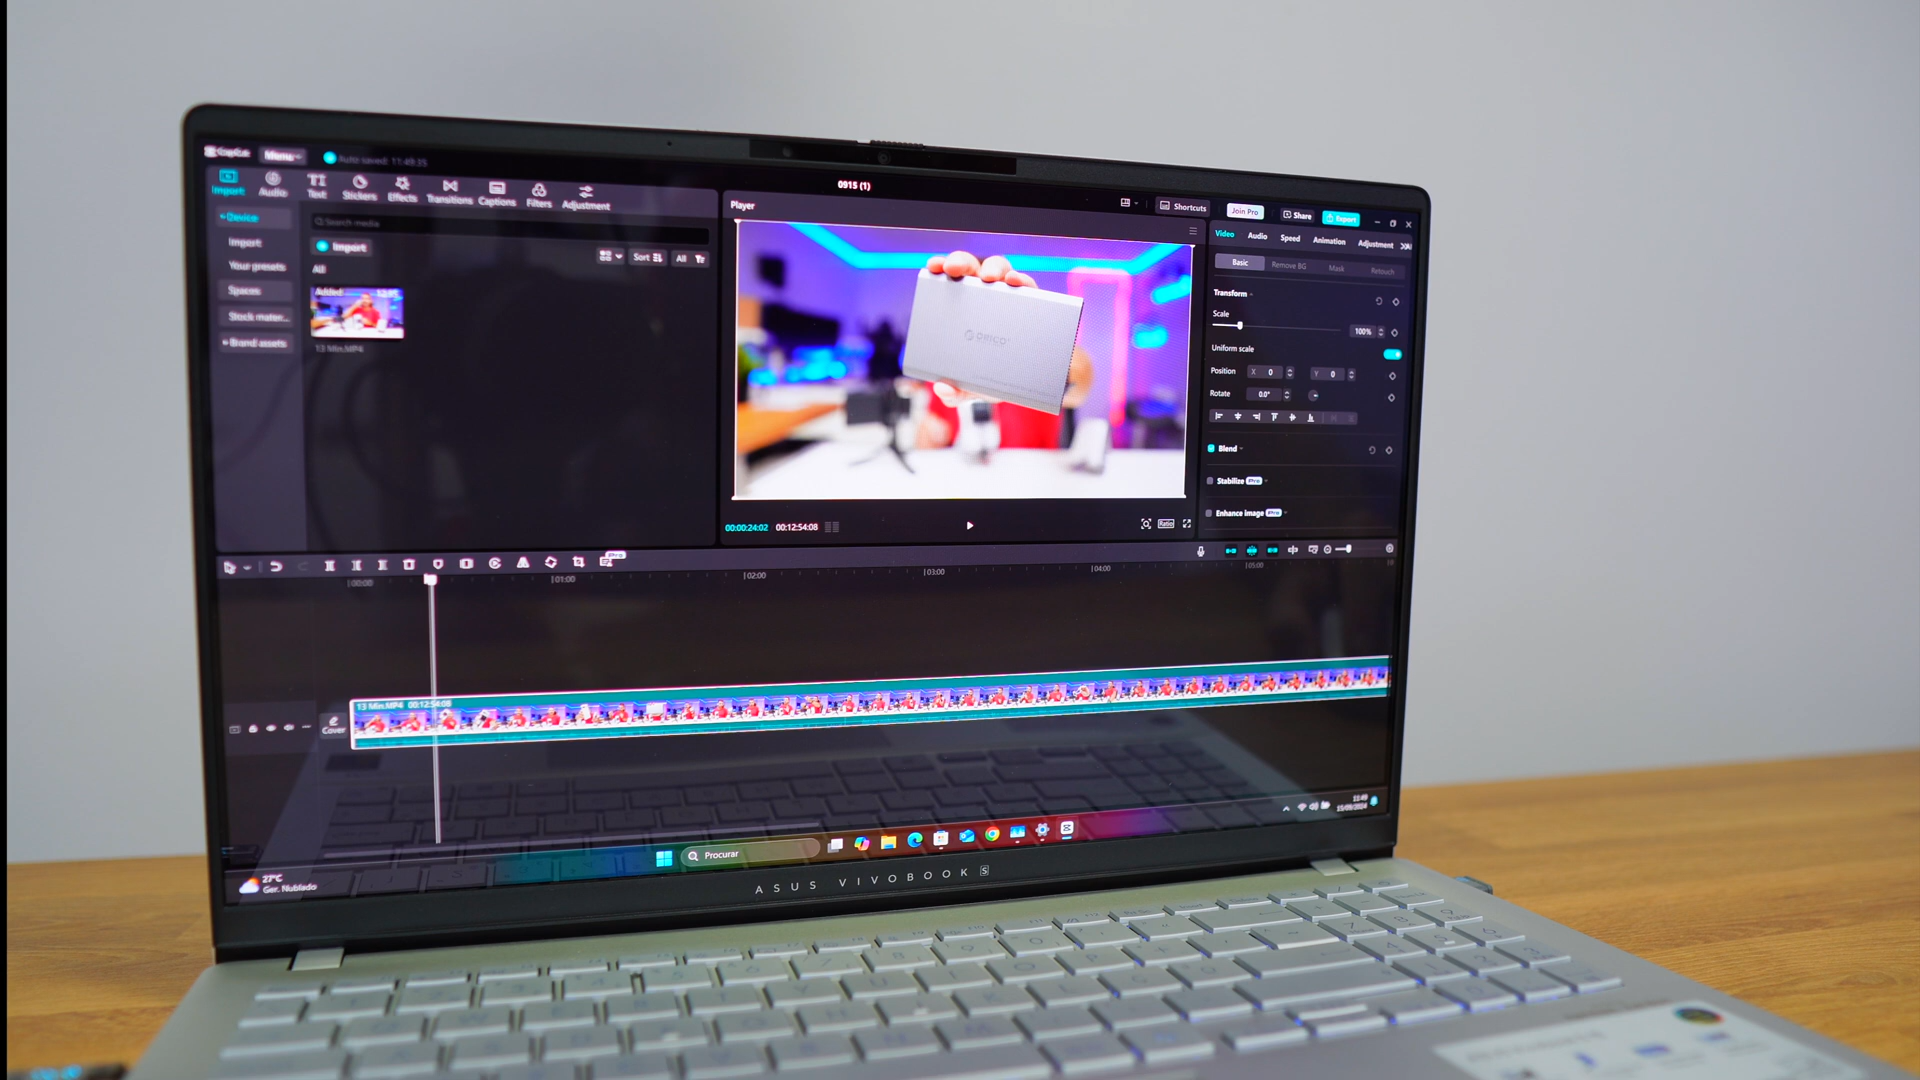 CapCut Menu Auto saved: 11:49:35
0915 (1)
Shortcuts Join Pro Share Export
Import Audio Text Stickers Effects Transitions Captions Filters Adjustment
Device
Import
Your presets
Spaces
Stock mater...
Brand assets
Search media
Import
Sort All
All
Added
13 Min.MP4
Player
ORICO
00:00:24:02 00:12:54:08
Ratio
Video Audio Speed Animation Adjustment
Basic Remove BG Mask Retouch
Transform
Scale 100%
Uniform scale
Position X 0 Y 0
Rotate 0.0°
Blend
Stabilize Pro
Enhance image Pro
Pro
00:00 01:00 02:00 03:00 04:00 05:00
13 Min.MP4 00:12:54:08
Cover
27°C
Ger. Nublado
Procurar
11:49
15/09/2024
ASUS VIVOBOOK S